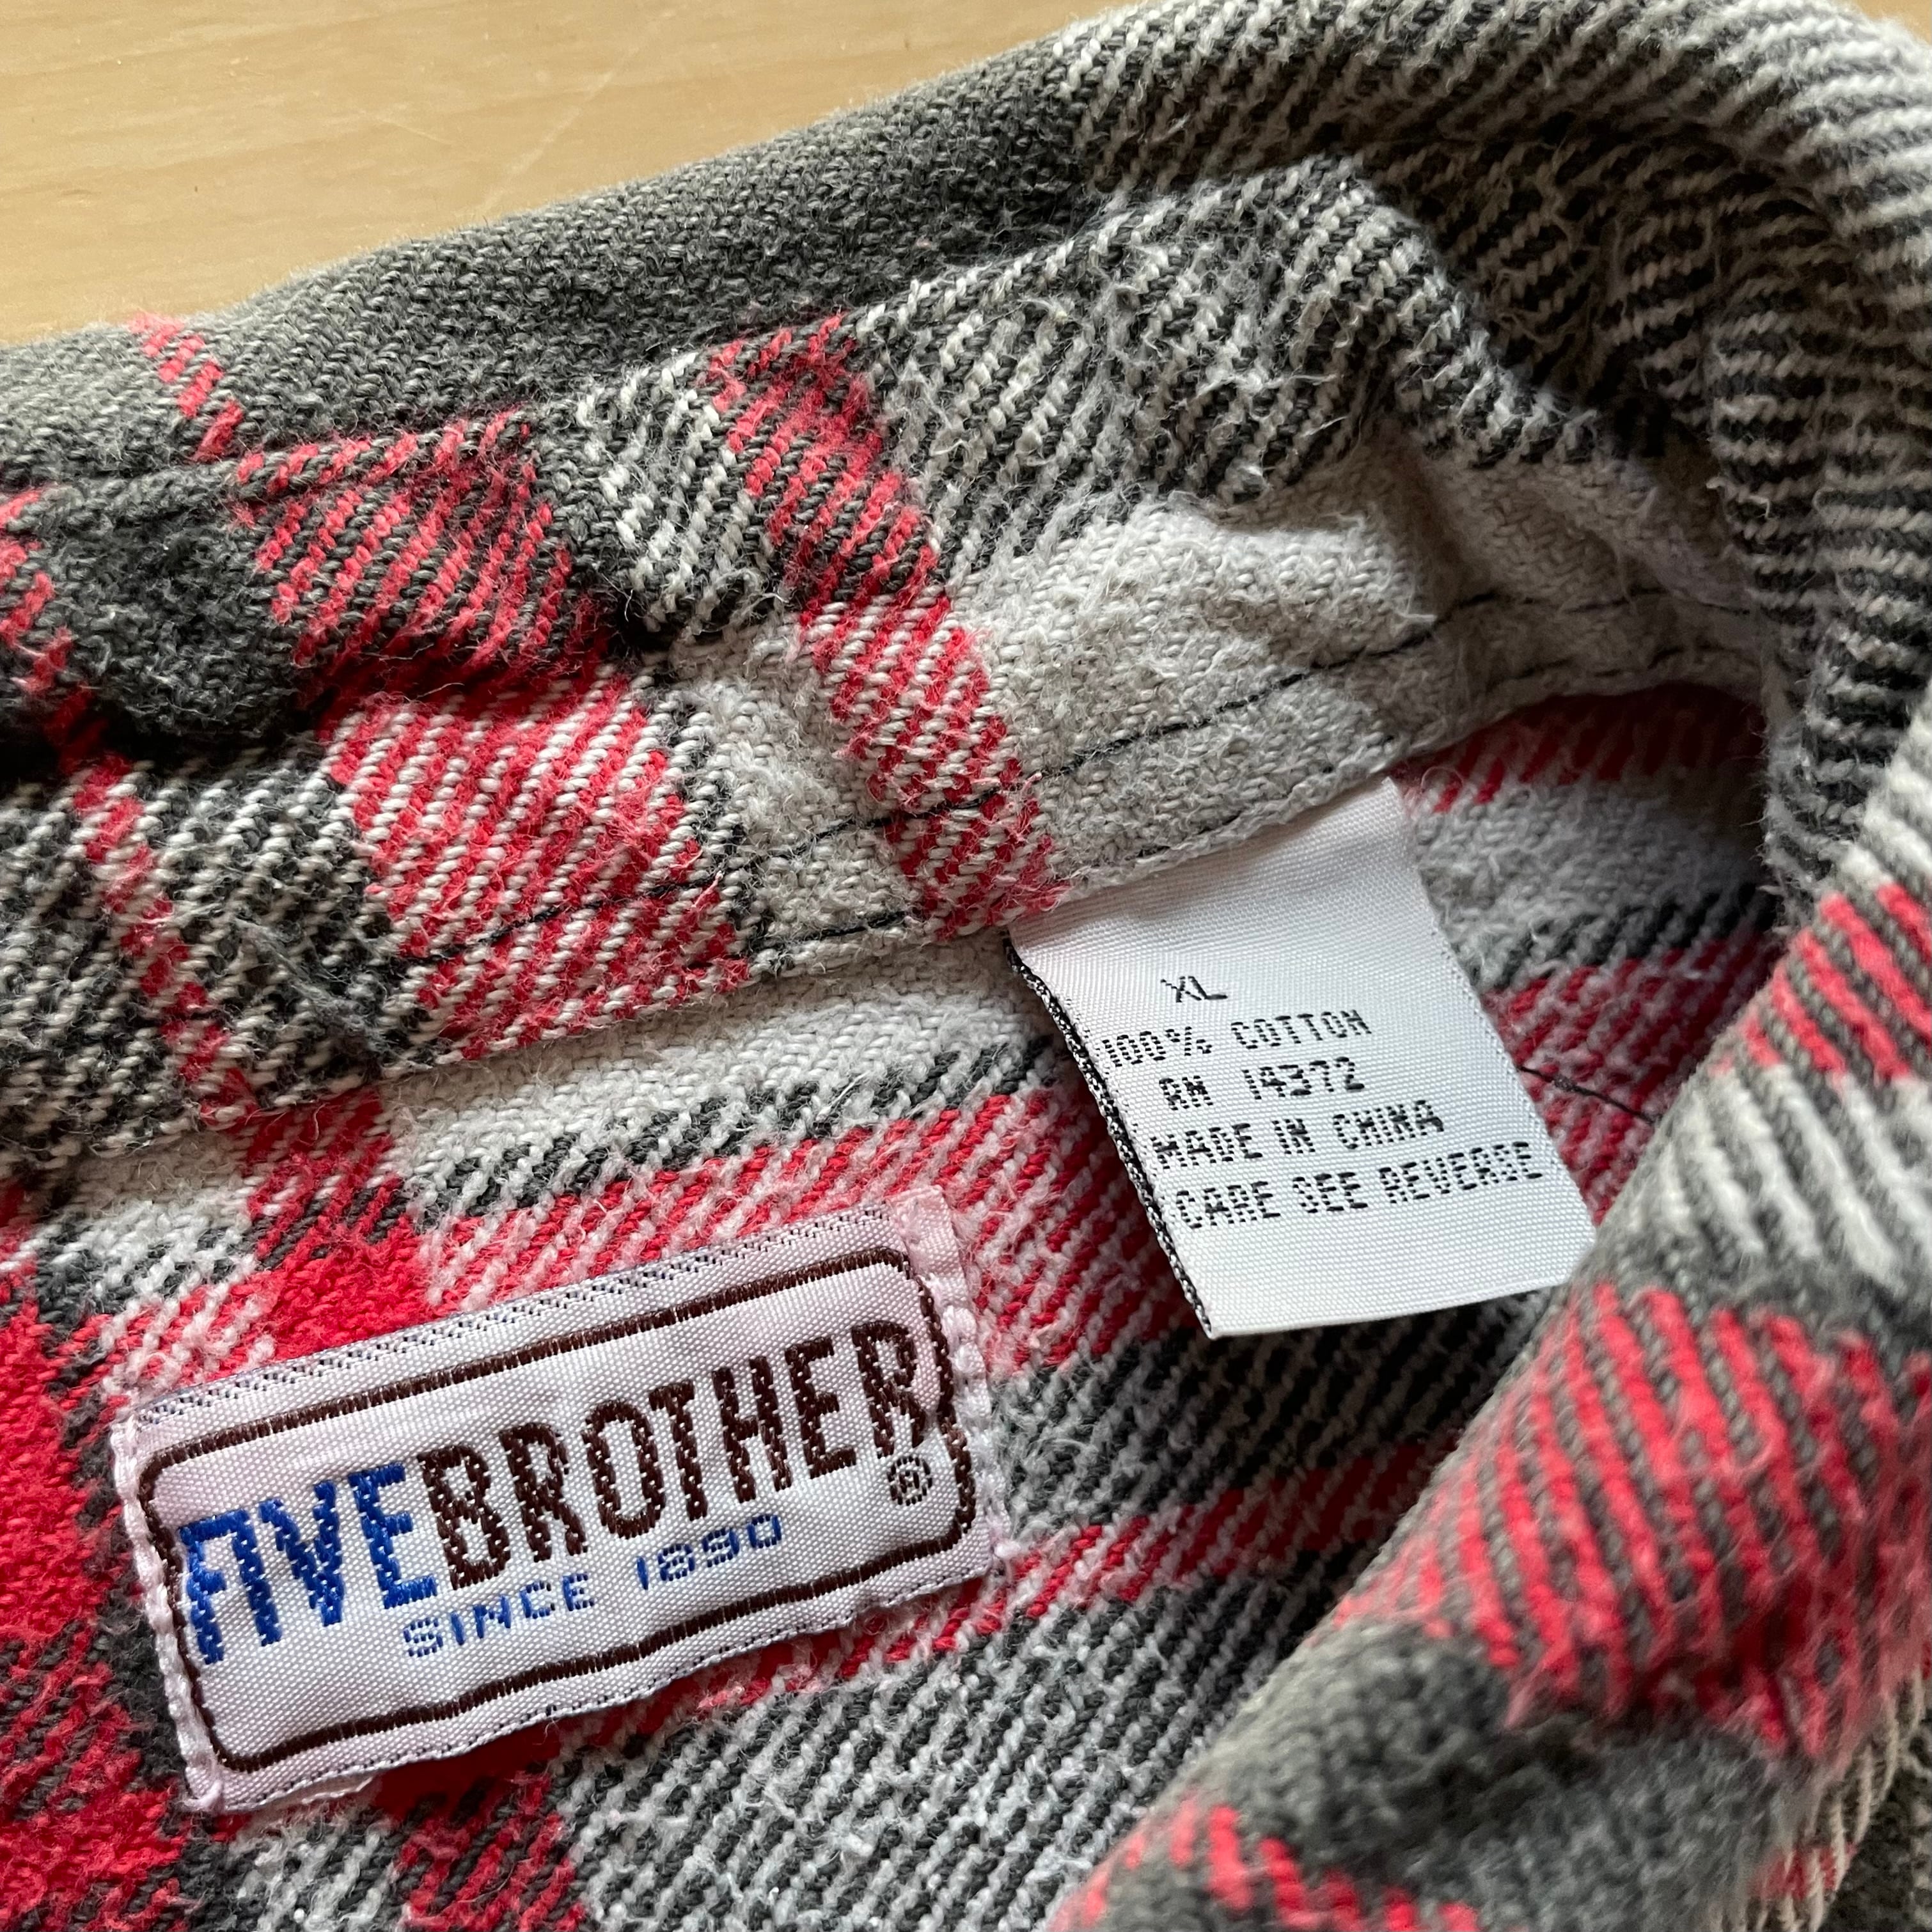 XL
100% COTTON
RN 14372
MADE IN CHINA
CARE SEE REVERSE
FIVEBROTHER®
SINCE 1890